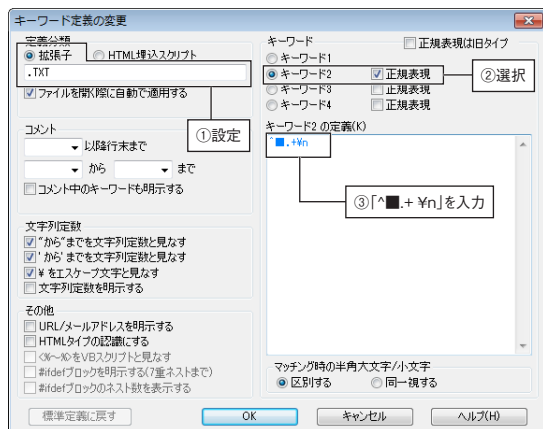 キーワード定義の変更
定義分類
拡張子
HTML埋込スクリプト
.TXT
ファイルを開く際に自動で適用する
①設定
コメント
以降行末まで
から
まで
コメント中のキーワードも明示する
文字列定数
"から"までを文字列定数と見なす
'から'までを文字列定数と見なす
¥をエスケープ文字と見なす
文字列定数を明示する
その他
URL/メールアドレスを明示する
HTMLタイプの認識にする
<%~%>をVBスクリプトと見なす
#ifdefブロックを明示する(7重ネストまで)
#ifdefブロックのネスト数を表示する
キーワード
正規表現は旧タイプ
キーワード1
キーワード2
正規表現
②選択
キーワード3
正規表現
キーワード4
正規表現
キーワード2 の定義(K)
^■.+¥n
③「^■.+ ¥n」を入力
マッチング時の半角大文字/小文字
区別する
同一視する
標準定義に戻す
OK
キャンセル
ヘルプ(H)